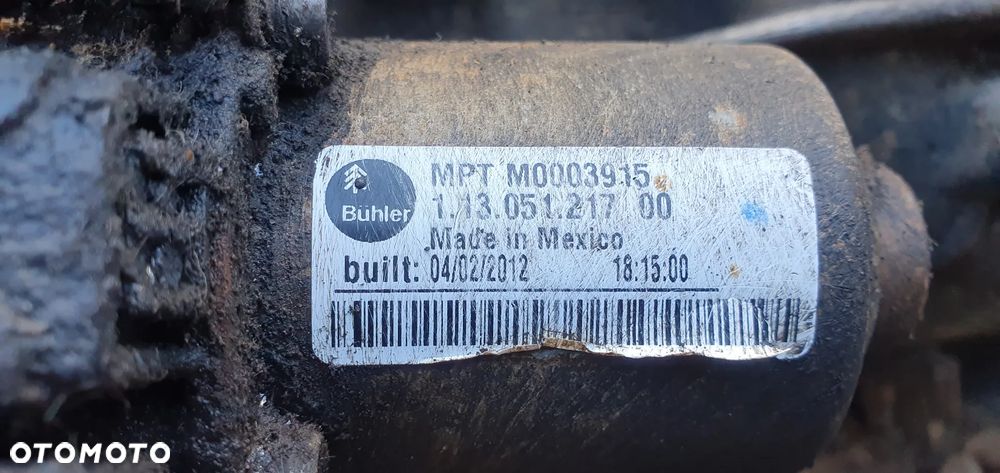 Bühler
MPT M0003915
1.13.051.217 00
Made in Mexico
built: 04/02/2012 18:15:00
OTOMOTO